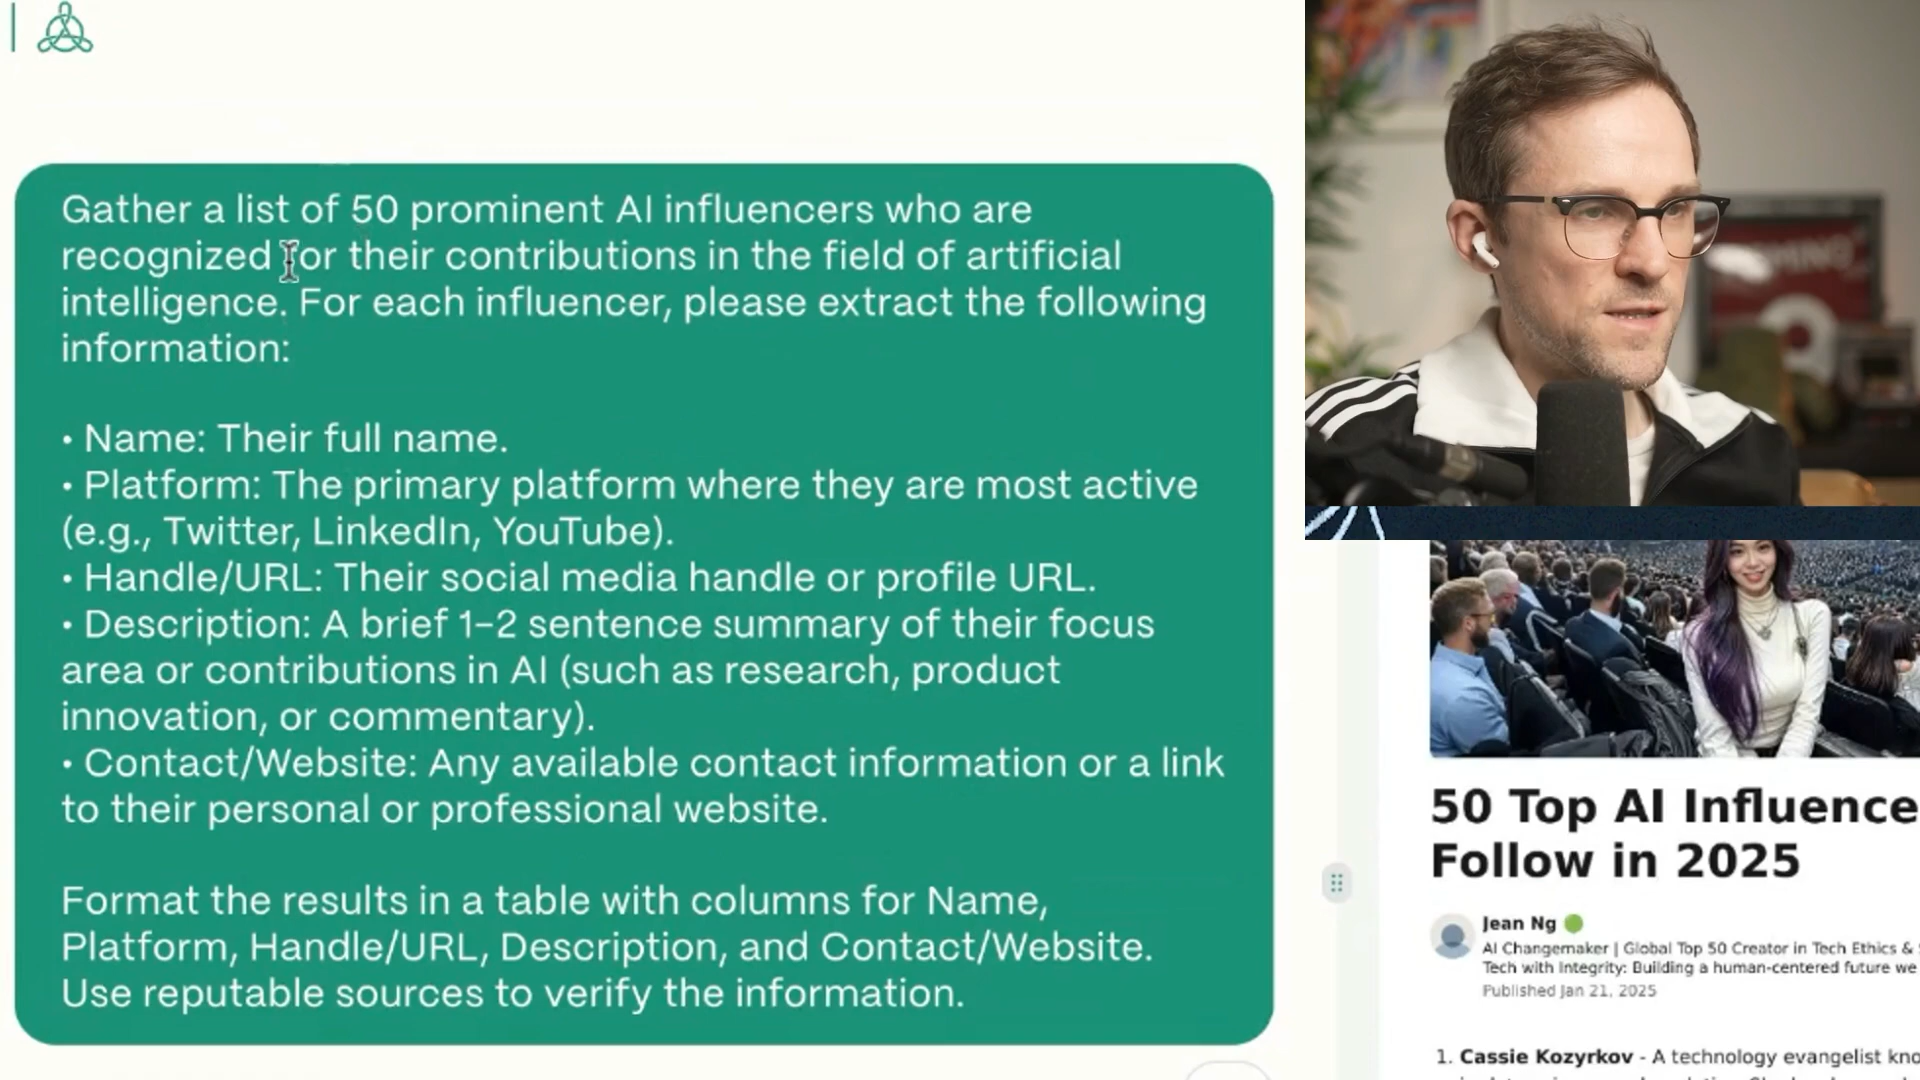 Gather a list of 50 prominent AI influencers who are
recognized for their contributions in the field of artificial
intelligence. For each influencer, please extract the following
information:
• Name: Their full name.
• Platform: The primary platform where they are most active
(e.g., Twitter, LinkedIn, YouTube).
• Handle/URL: Their social media handle or profile URL.
• Description: A brief 1–2 sentence summary of their focus
area or contributions in AI (such as research, product
innovation, or commentary).
• Contact/Website: Any available contact information or a link
to their personal or professional website.
Format the results in a table with columns for Name,
Platform, Handle/URL, Description, and Contact/Website.
Use reputable sources to verify the information.
50 Top AI Influence
Follow in 2025
Jean Ng
AI Changemaker | Global Top 50 Creator in Tech Ethics &
Tech with Integrity: Building a human-centered future we
Published Jan 21, 2025
1. Cassie Kozyrkov - A technology evangelist kno